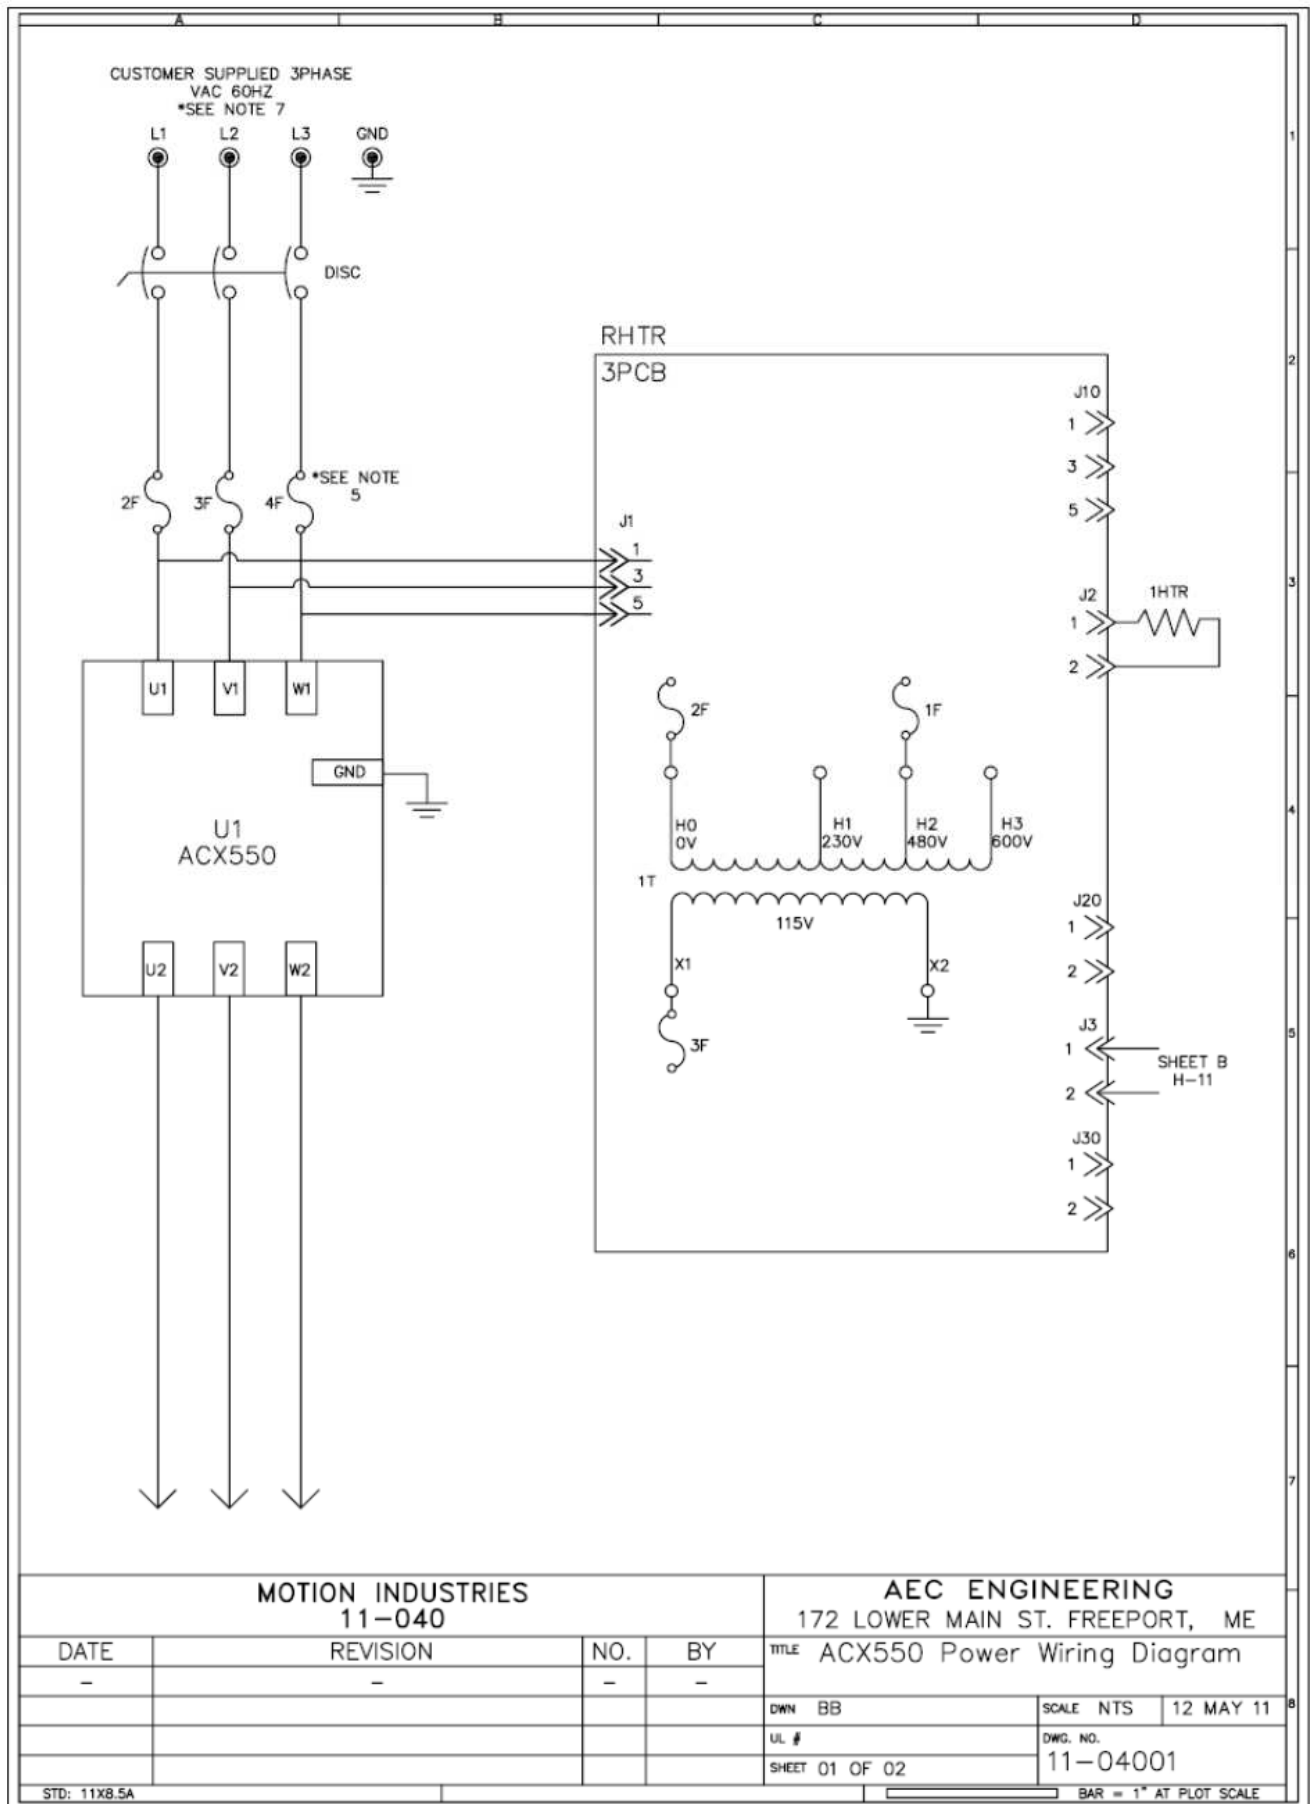 A B C D
CUSTOMER SUPPLIED 3PHASE
VAC 60HZ
*SEE NOTE 7
L1 L2 L3 GND
1
DISC
RHTR
3PCB
2
J10
1
3
5
*SEE NOTE
5
2F 3F 4F
J1
1
3
5
3
J2
1
2
1HTR
U1 V1 W1
GND
U1
ACX550
U2 V2 W2
2F 1F
4
H0
0V
H1
230V
H2
480V
H3
600V
1T
115V
X1 X2
3F
J20
1
2
5
J3
1
2
SHEET B
H-11
J30
1
2
6
7
8
MOTION INDUSTRIES
11-040
DATE REVISION NO. BY
- - - -
AEC ENGINEERING
172 LOWER MAIN ST. FREEPORT, ME
TITLE ACX550 Power Wiring Diagram
DWN BB
SCALE NTS
12 MAY 11
UL #
DWG. NO.
11-04001
SHEET 01 OF 02
STD: 11X8.5A
BAR = 1" AT PLOT SCALE